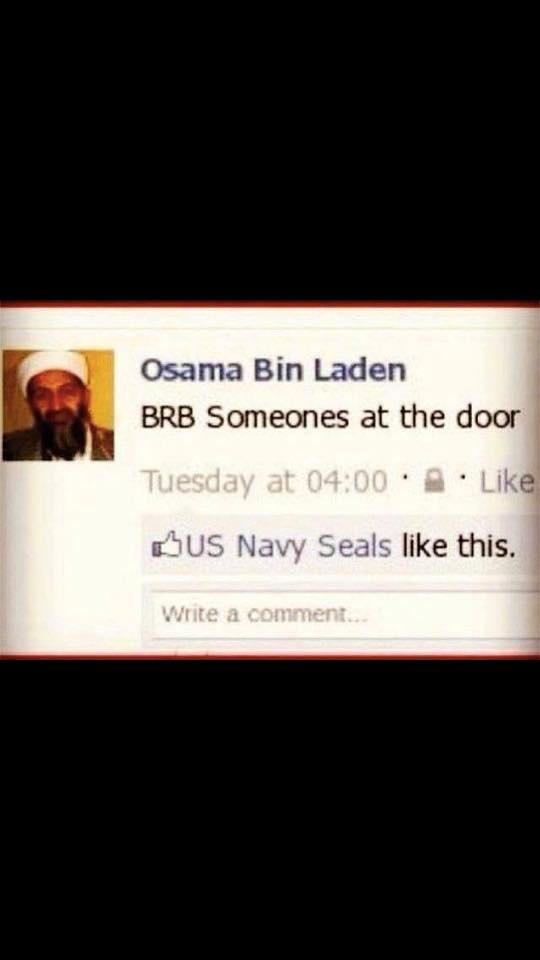 Osama Bin Laden
BRB Someones at the door
Tuesday at 04:00 · · Like
US Navy Seals like this.
Write a comment...